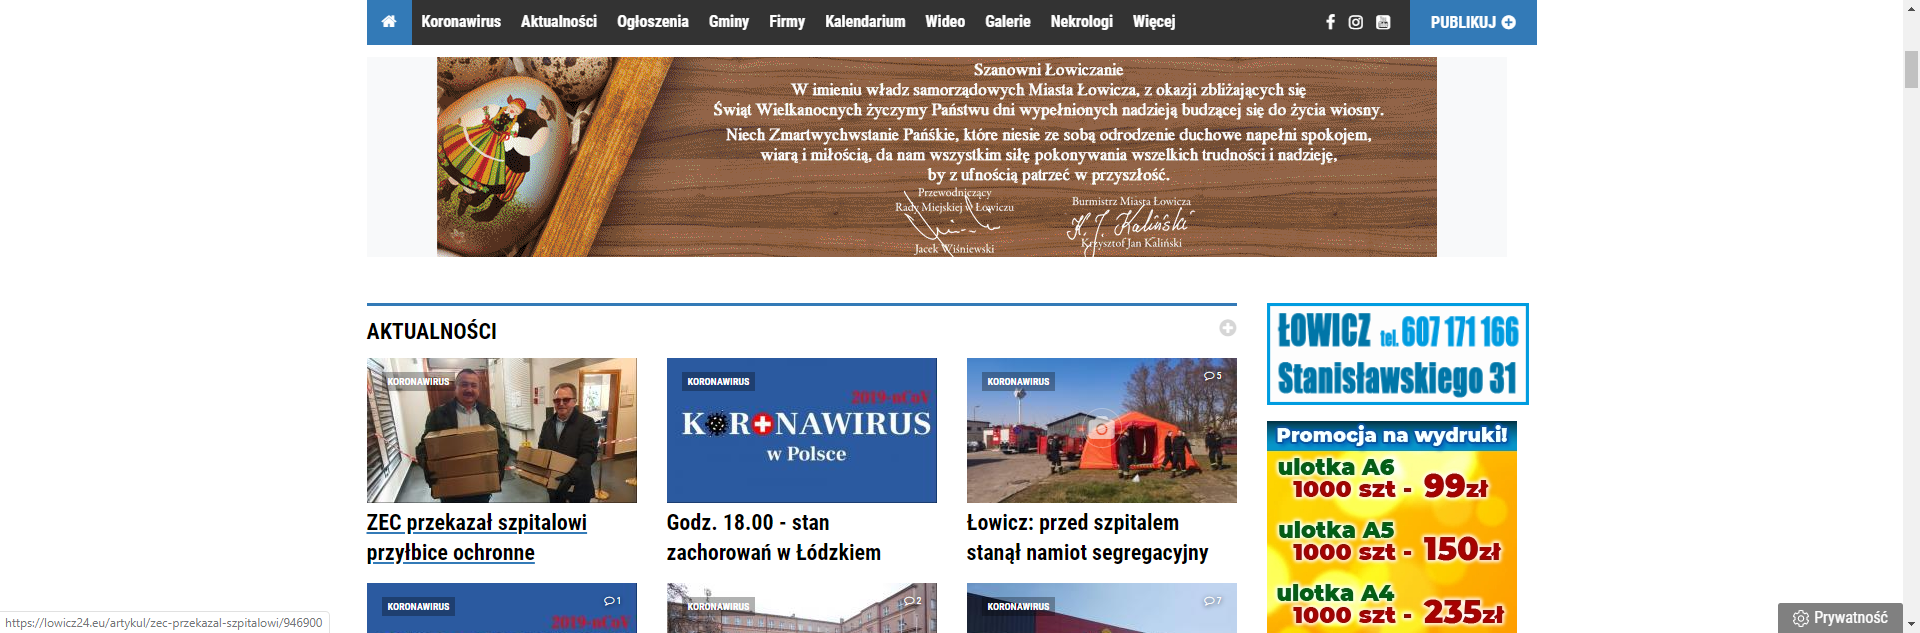 Koronawirus Aktualności Ogłoszenia Gminy Firmy Kalendarium Wideo Galerie Nekrologi Więcej PUBLIKUJ
Szanowni Łowiczanie
W imieniu władz samorządowych Miasta Łowicza, z okazji zbliżających się
Świąt Wielkanocnych życzymy Państwu dni wypełnionych nadzieją budzącej się do życia wiosny.
Niech Zmartwychwstanie Pańśkie, które niesie ze sobą odrodzenie duchowe napełni spokojem,
wiarą i miłością, da nam wszystkim siłę pokonywania wszelkich trudności i nadzieję,
by z ufnością patrzeć w przyszłość.
Przewodniczący
Rady Miejskiej w Łowiczu
Jacek Wiśniewski
Burmistrz Miasta Łowicza
K. J. Kaliński
Krzysztof Jan Kaliński
AKTUALNOŚCI
KORONAWIRUS
ZEC przekazał szpitalowi
przyłbice ochronne
KORONAWIRUS
2019-nCoV
KORONAWIRUS
w Polsce
Godz. 18.00 - stan
zachorowań w Łódzkiem
KORONAWIRUS 5
Łowicz: przed szpitalem
stanął namiot segregacyjny
KORONAWIRUS 1
2019-nCoV
KORONAWIRUS 2
KORONAWIRUS 7
ŁOWICZ tel. 607 171 166
Stanisławskiego 31
Promocja na wydruki!
ulotka A6
1000 szt - 99zł
ulotka A5
1000 szt - 150zł
ulotka A4
1000 szt - 235zł
Prywatność
https://lowicz24.eu/artykul/zec-przekazal-szpitalowi/946900